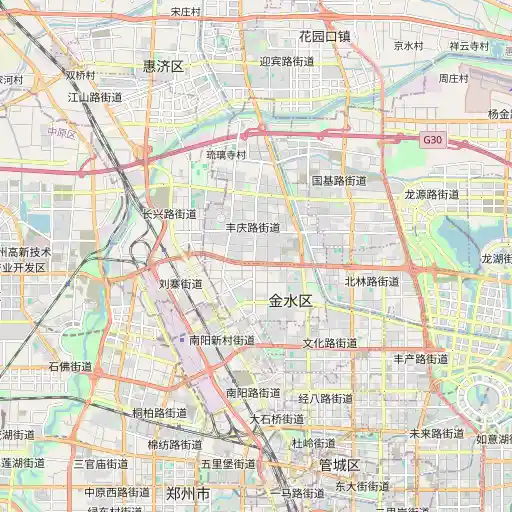 宋庄村
花园口镇
京水村
祥云寺村
迎宾路街道
惠济区
双桥村
周庄村
江山路街道
中原区
G30
琉璃寺村
国基路街道
龙源路街道
长兴路街道
丰庆路街道
州高新技术
产业开发区
龙湖街
刘寨街道
北林路街道
金水区
南阳新村街道
文化路街道
丰产路街道
石佛街道
南阳路街道
经八路街道
桐柏路街道
大石桥街道
未来路街道
棉纺路街道
杜岭街道
如意湖街
莲湖街道
三官庙街道
五里堡街道
管城区
中原西路街道
郑州市
一马路街道
东大街街道
绿东村街道